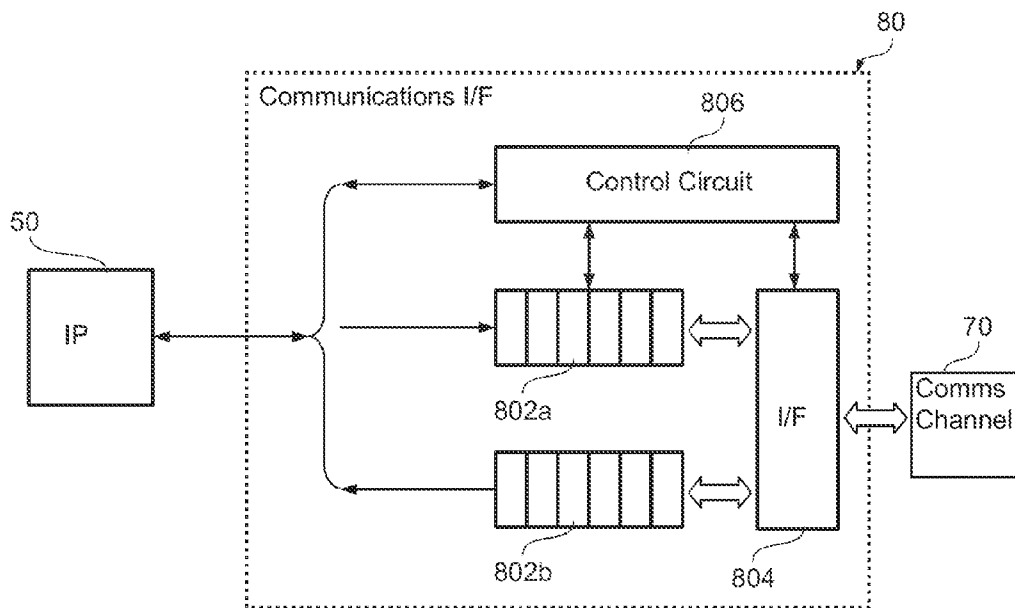 80
Communications I/F
806
Control Circuit
50
IP
802a
I/F
70
Comms
Channel
802b
804